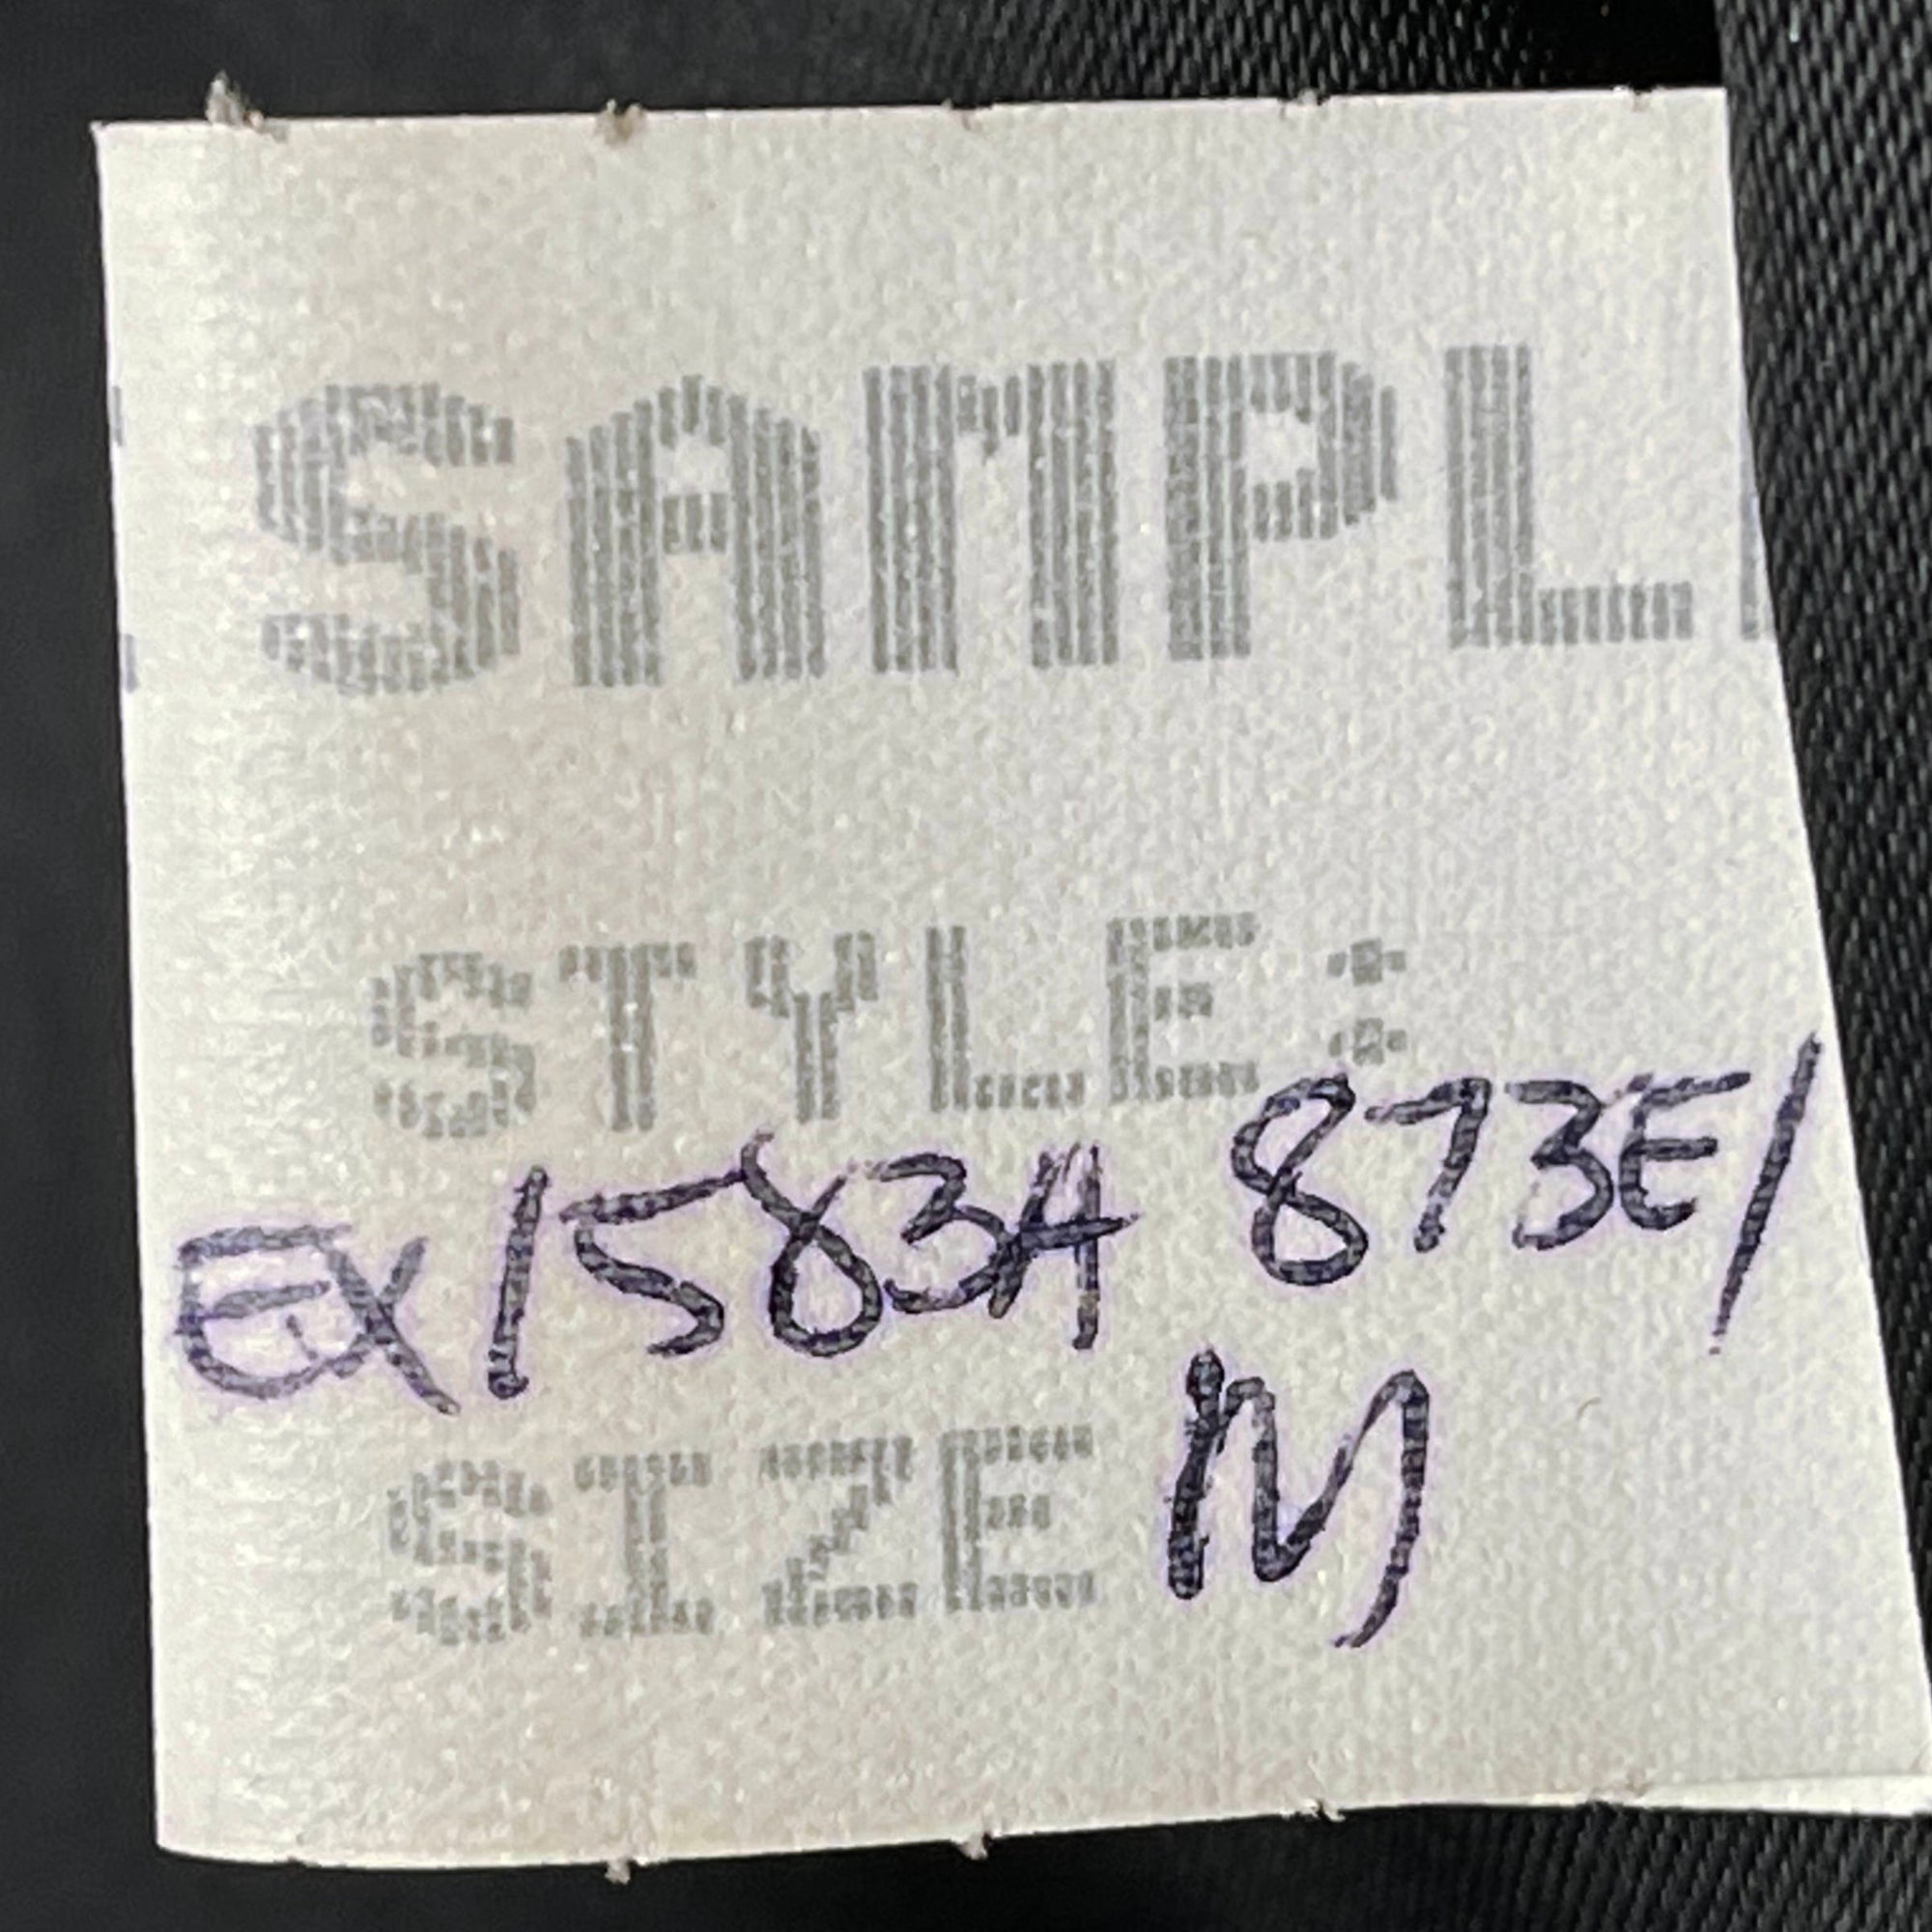 SAMPL
STYLE:
EX1583A 873E/
SIZE M